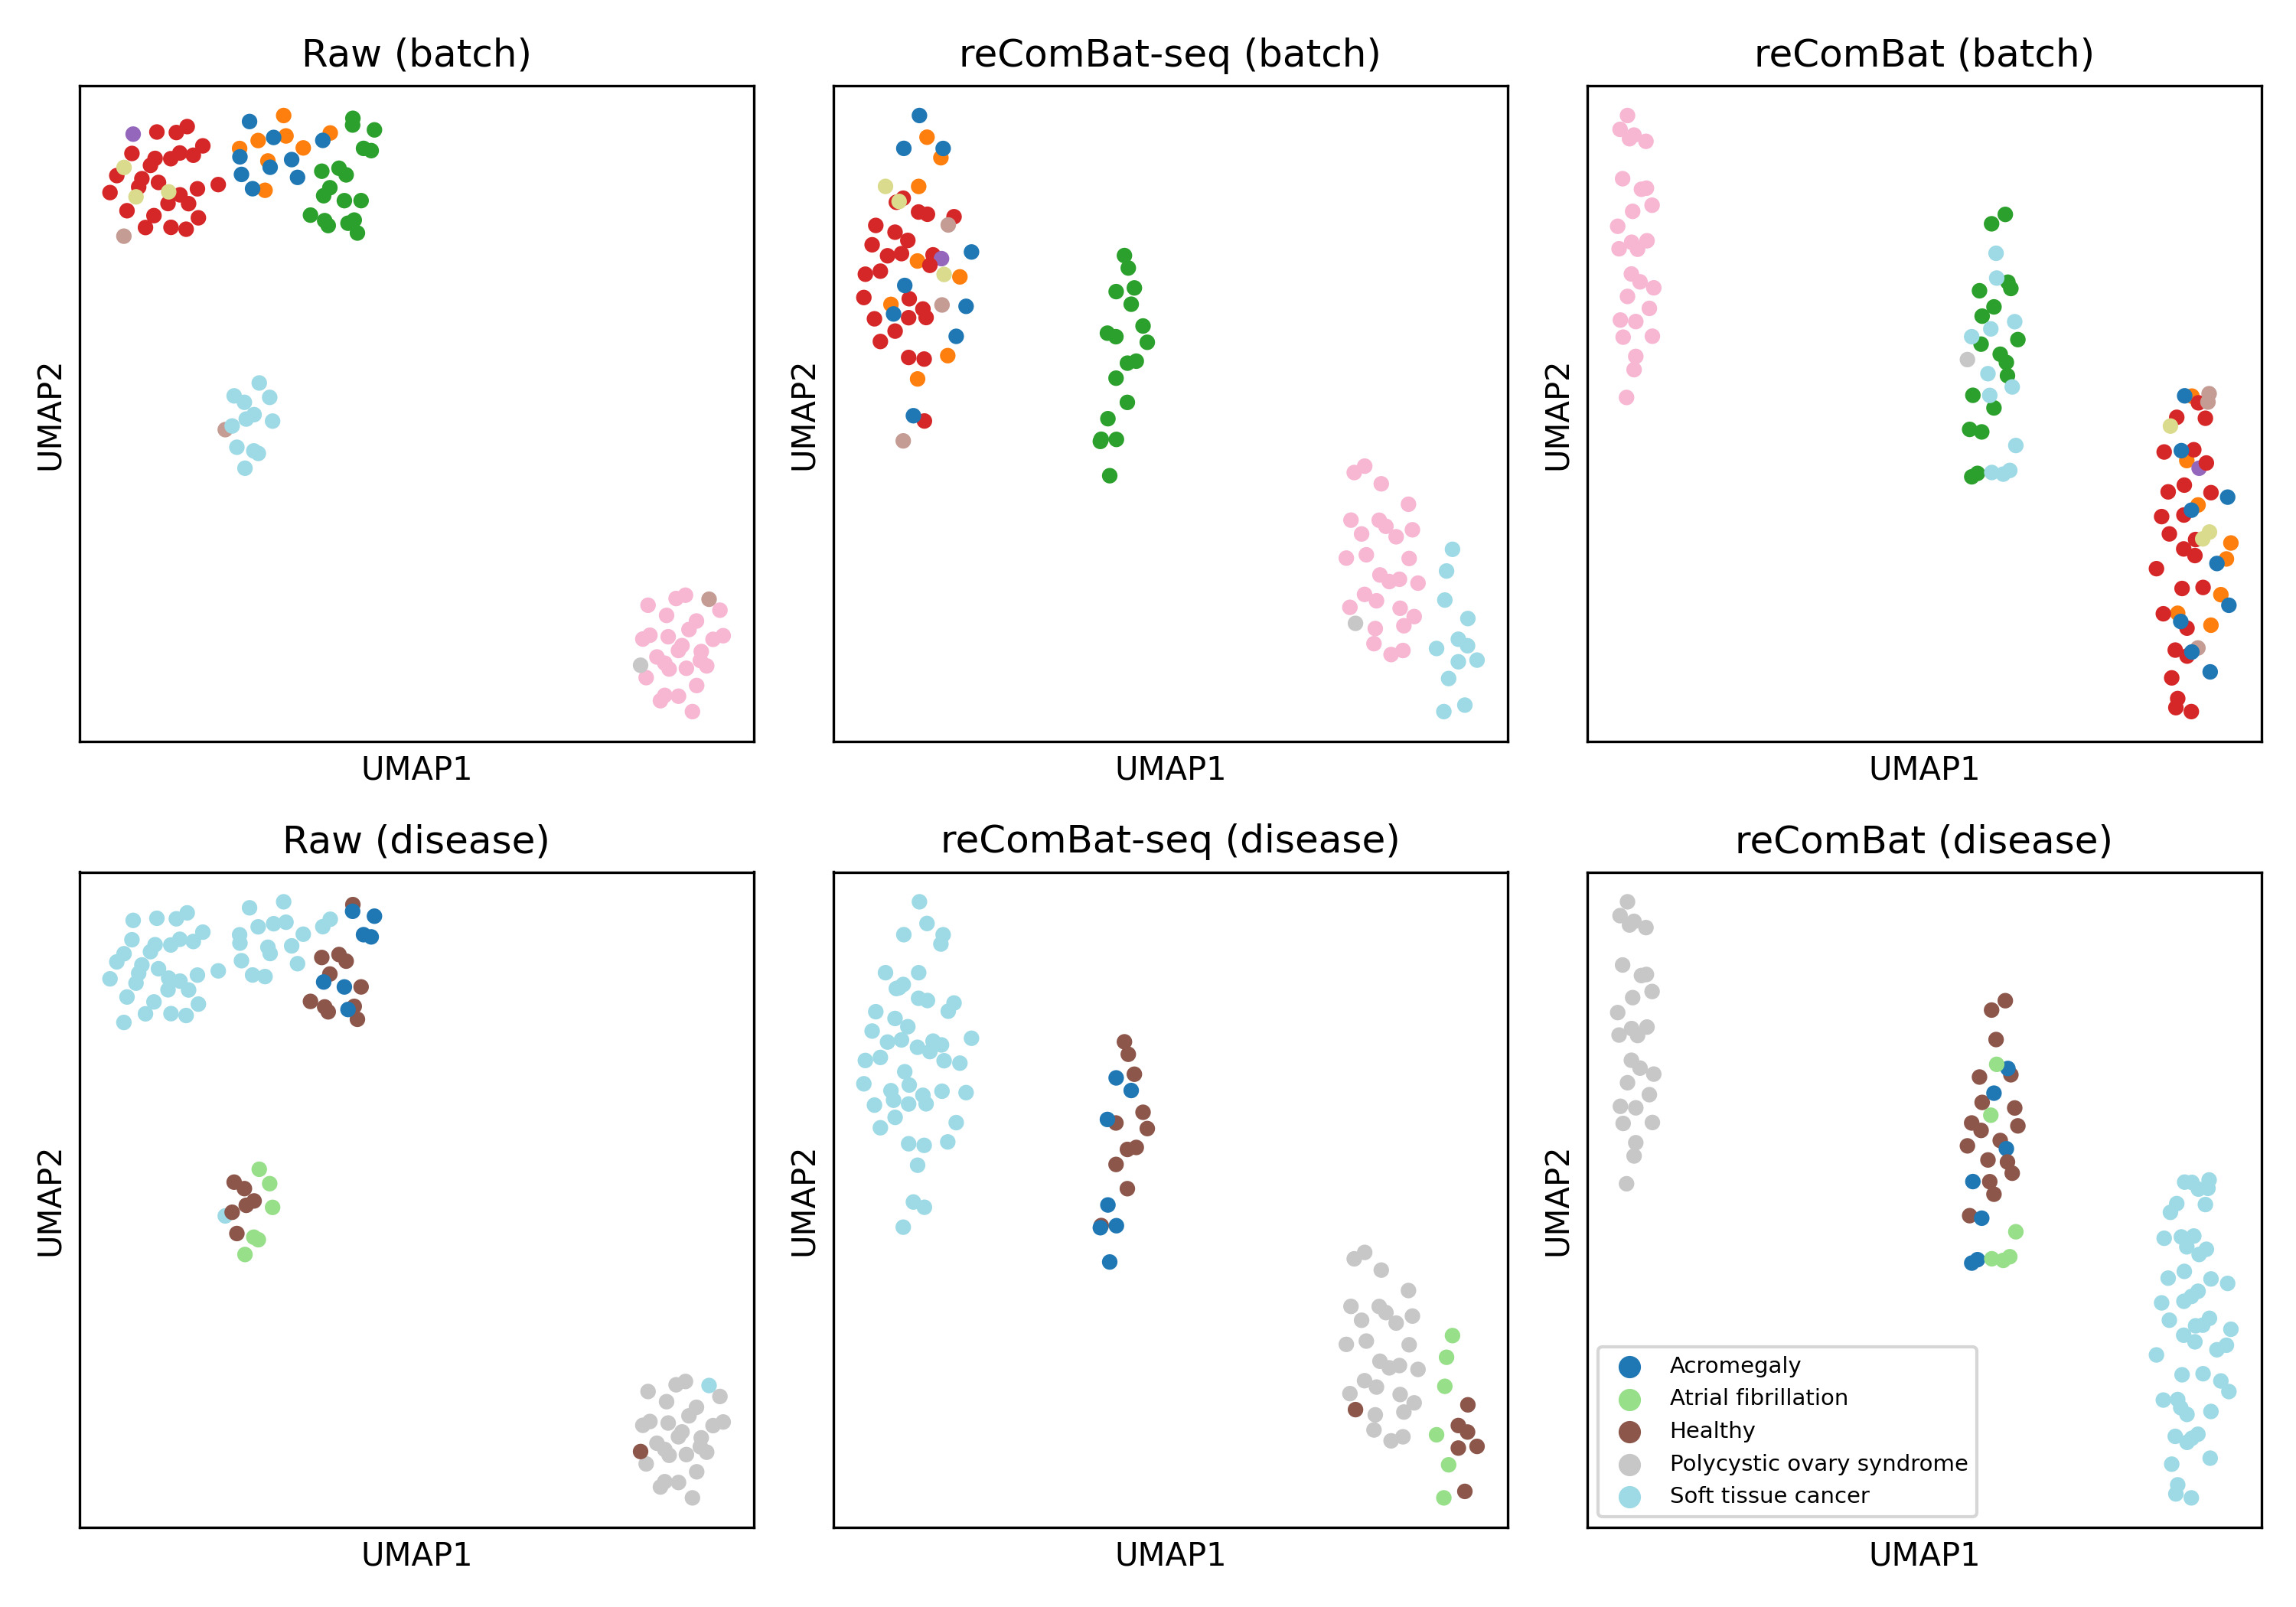 Raw (batch)
reComBat-seq (batch)
reComBat (batch)
UMAP2
UMAP2
UMAP2
UMAP1
UMAP1
UMAP1
Raw (disease)
reComBat-seq (disease)
reComBat (disease)
UMAP2
UMAP2
UMAP2
Acromegaly
Atrial fibrillation
Healthy
Polycystic ovary syndrome
Soft tissue cancer
UMAP1
UMAP1
UMAP1